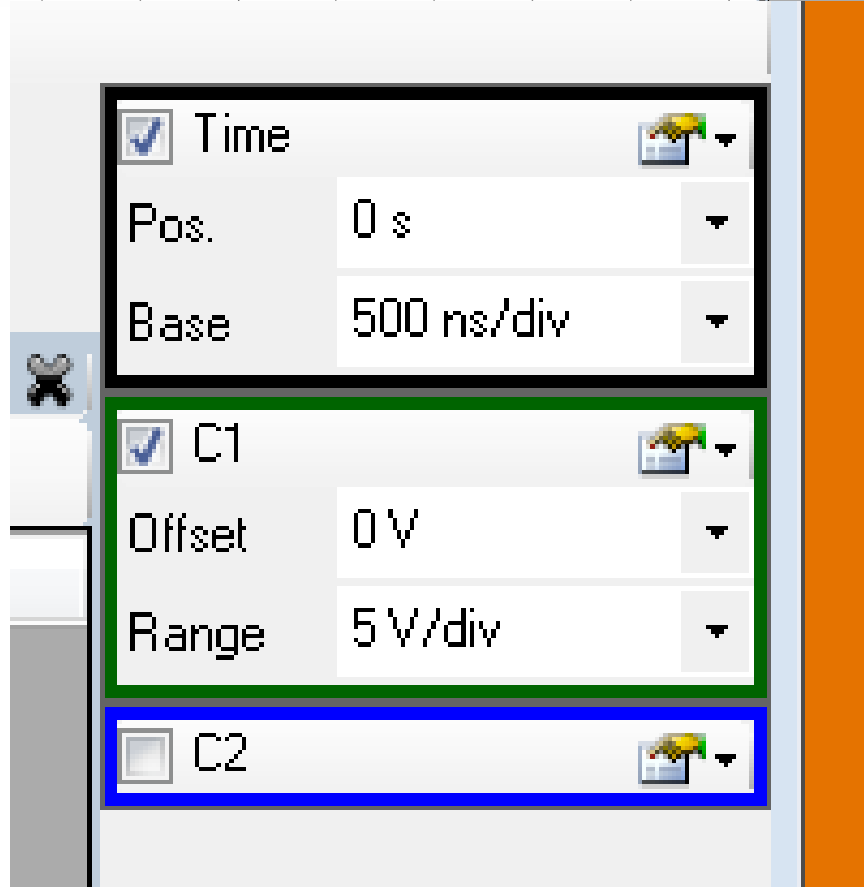 Time
Pos. 0 s
Base 500 ns/div
C1
Offset 0 V
Range 5 V/div
C2